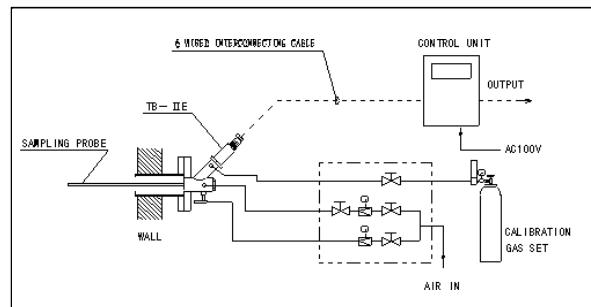 6 WIRED INTERCONNECTING CABLE
CONTROL UNIT
OUTPUT
TB-IIE
SAMPLING PROBE
AC100V
WALL
CALIBRATION
GAS SET
AIR IN